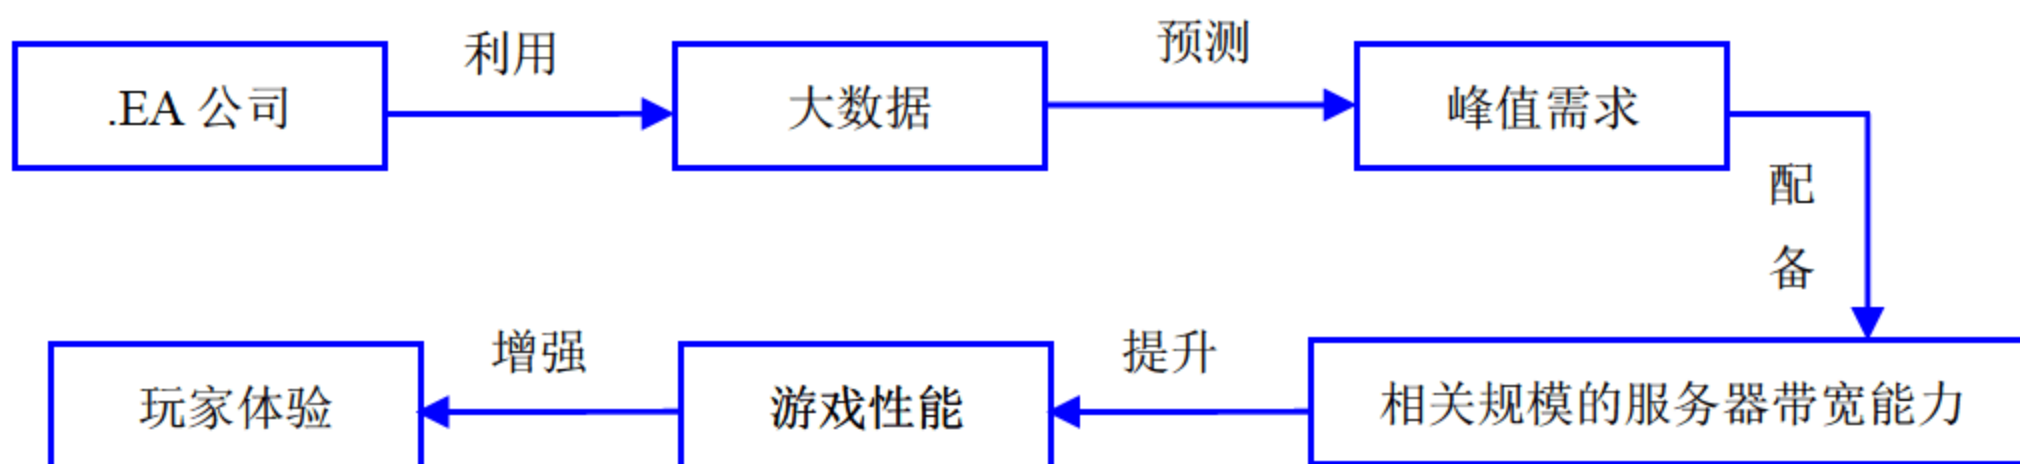 .EA 公司
利用
大数据
预测
峰值需求
配
备
相关规模的服务器带宽能力
提升
游戏性能
增强
玩家体验